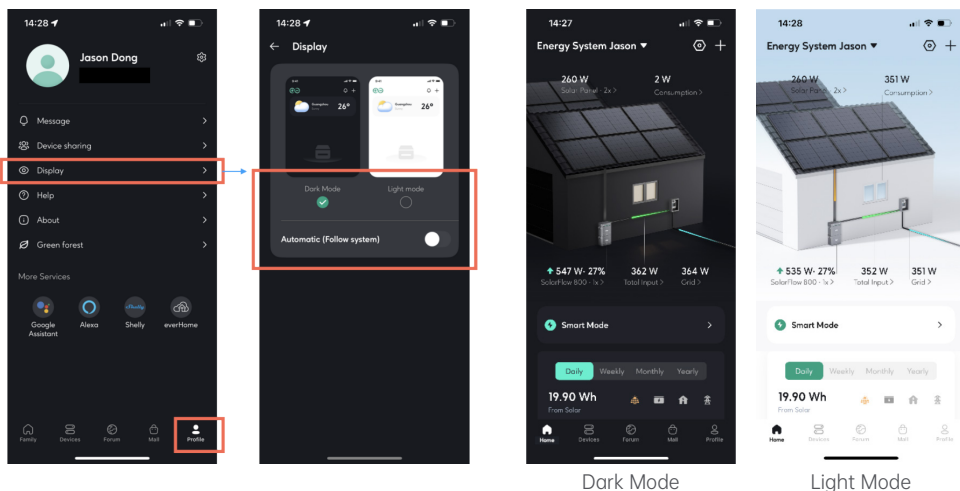 14:28
Jason Dong
Message
Device sharing
Display
Help
About
Green forest
More Services
Google Assistant
Alexa
Shelly
everHome
Family
Devices
Forum
Mall
Profile
14:28
Display
26°
26°
Dark Mode
Light mode
Automatic (Follow system)
14:27
Energy System Jason
260 W
Solar Panel - 2x >
2 W
Consumption >
547 W- 27%
SolarFlow 800 - 1x >
362 W
Total Input >
364 W
Grid >
Smart Mode
Daily
Weekly
Monthly
Yearly
19.90 Wh
From Solar
Home
Devices
Forum
Mall
Profile
Dark Mode
14:28
Energy System Jason
260 W
Solar Panel - 2x >
351 W
Consumption >
535 W- 27%
SolarFlow 800 - 1x >
352 W
Total Input >
351 W
Grid >
Smart Mode
Daily
Weekly
Monthly
Yearly
19.90 Wh
From Solar
Home
Devices
Forum
Mall
Profile
Light Mode